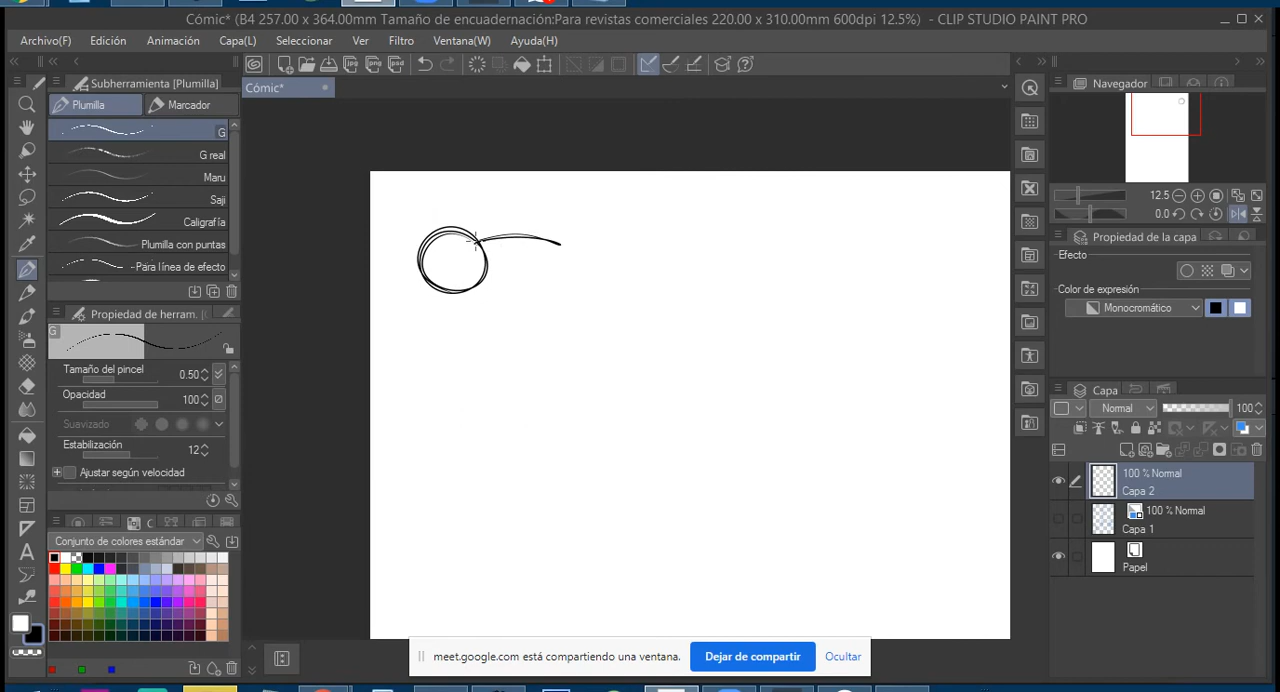 Cómic* (B4 257.00 x 364.00mm Tamaño de encuadernación:Para revistas comerciales 220.00 x 310.00mm 600dpi 12.5%) - CLIP STUDIO PAINT PRO
Archivo(F) Edición Animación Capa(L) Seleccionar Ver Filtro Ventana(W) Ayuda(H)
Subherramienta [Plumilla]
Cómic*
Navegador
Plumilla Marcador
G
G real
Maru
Saji
Caligrafía
Plumilla con puntas
Para línea de efecto
12.5
0.0
Propiedad de la capa
Efecto
Color de expresión
Monocromático
Propiedad de herram. [
G
Tamaño del pincel 0.50
Opacidad 100
Suavizado
Estabilización 12
Ajustar según velocidad
Capa
Normal 100
100 % Normal
Capa 2
100 % Normal
Capa 1
Papel
Conjunto de colores estándar
meet.google.com está compartiendo una ventana. Dejar de compartir Ocultar